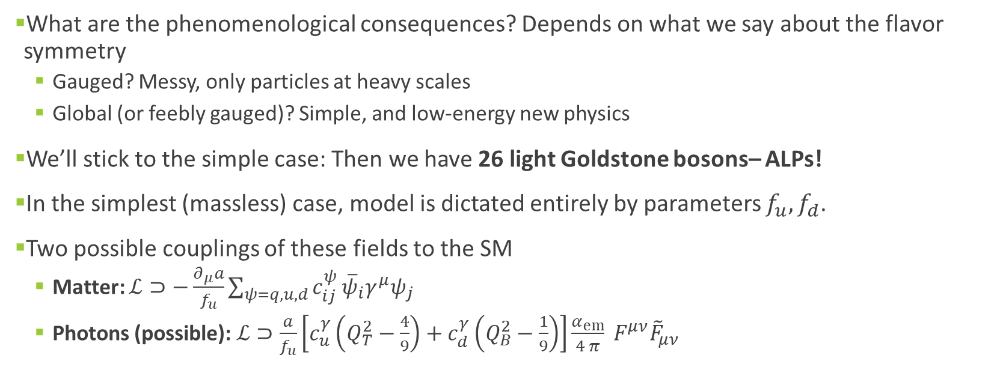 ▪What are the phenomenological consequences? Depends on what we say about the flavor
symmetry
▪ Gauged? Messy, only particles at heavy scales
▪ Global (or feebly gauged)? Simple, and low-energy new physics
▪We’ll stick to the simple case: Then we have 26 light Goldstone bosons– ALPs!
▪In the simplest (massless) case, model is dictated entirely by parameters $f_u, f_d$.
▪Two possible couplings of these fields to the SM
▪ Matter: $\mathcal{L} \supset -\frac{\partial_\mu a}{f_u} \sum_{\psi=q,u,d} c_{ij}^{\psi} \bar{\psi}_i \gamma^\mu \psi_j$
▪ Photons (possible): $\mathcal{L} \supset \frac{a}{f_u} \left[ c_u^\gamma \left( Q_T^2 - \frac{4}{9} \right) + c_d^\gamma \left( Q_B^2 - \frac{1}{9} \right) \right] \frac{\alpha_{\mathrm{em}}}{4\pi} F^{\mu\nu} \tilde{F}_{\mu\nu}$